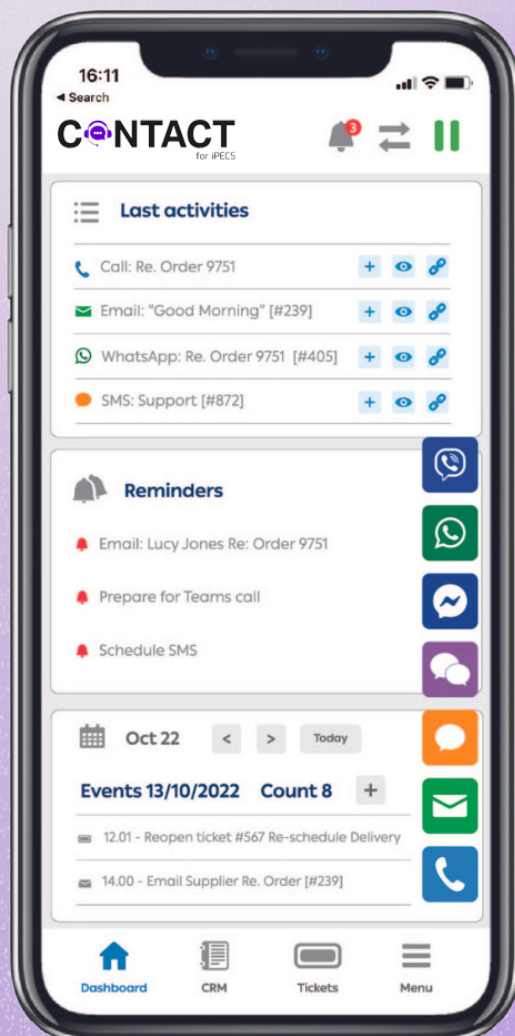 16:11
◄ Search
CONTACT
for iPECS
3
Last activities
Call: Re. Order 9751
Email: "Good Morning" [#239]
WhatsApp: Re. Order 9751 [#405]
SMS: Support [#872]
Reminders
Email: Lucy Jones Re: Order 9751
Prepare for Teams call
Schedule SMS
Oct 22 < > Today
Events 13/10/2022 Count 8 +
12.01 - Reopen ticket #567 Re-schedule Delivery
14.00 - Email Supplier Re. Order [#239]
Dashboard CRM Tickets Menu